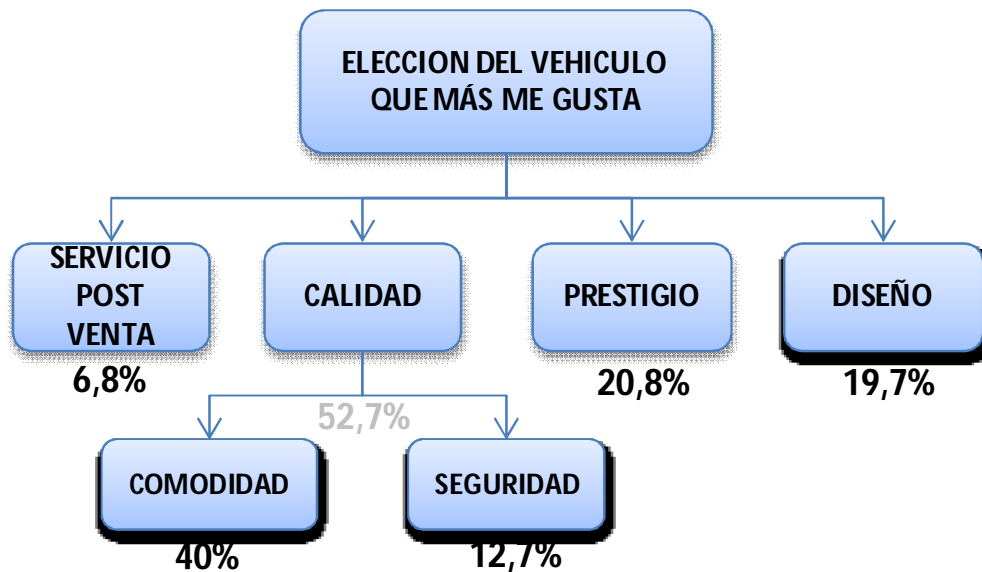 ELECCION DEL VEHICULO
QUE MÁS ME GUSTA
SERVICIO
POST
VENTA
6,8%
CALIDAD
52,7%
PRESTIGIO
20,8%
DISEÑO
19,7%
COMODIDAD
40%
SEGURIDAD
12,7%